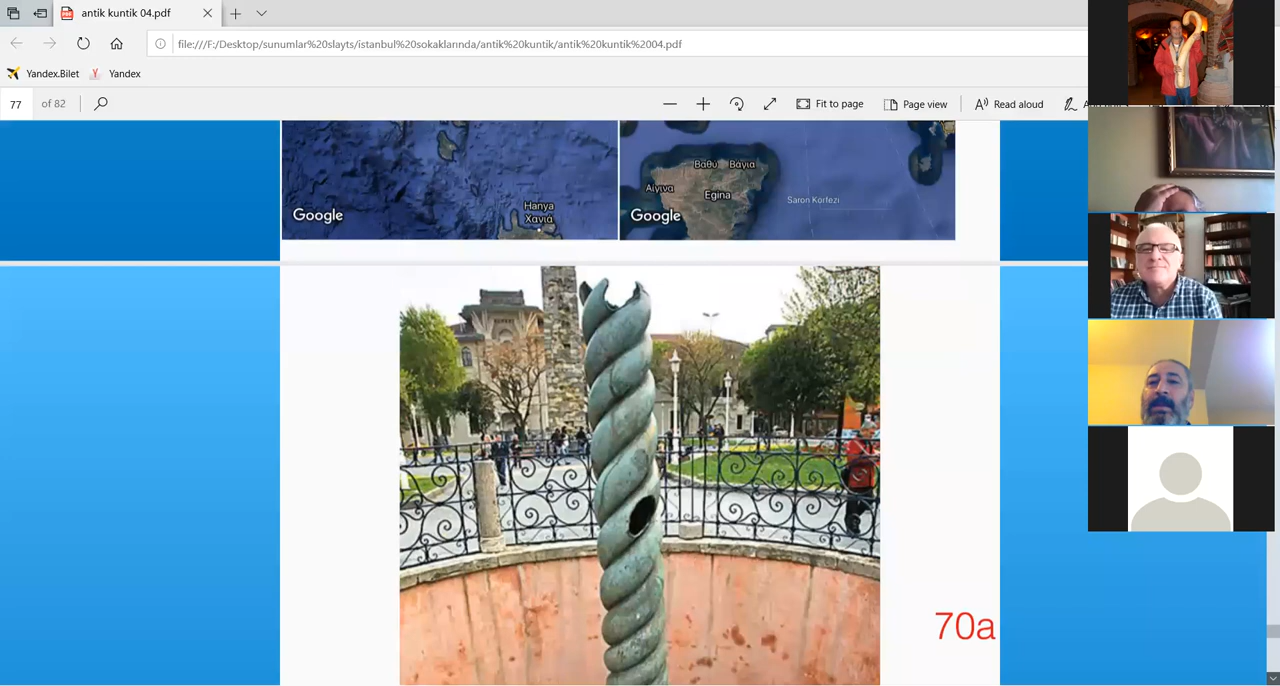 antik kuntik 04.pdf
file:///F:/Desktop/sunumlar%20slayts/istanbul%20sokaklarında/antik%20kuntik/antik%20kuntik%2004.pdf
Yandex.Bilet Yandex
77 of 82 Fit to page Page view Read aloud
Βαθύ Βάγια
Αίγινα
Egina
Saron Körfezi
Hanya
Χανιά
Google Google
70a